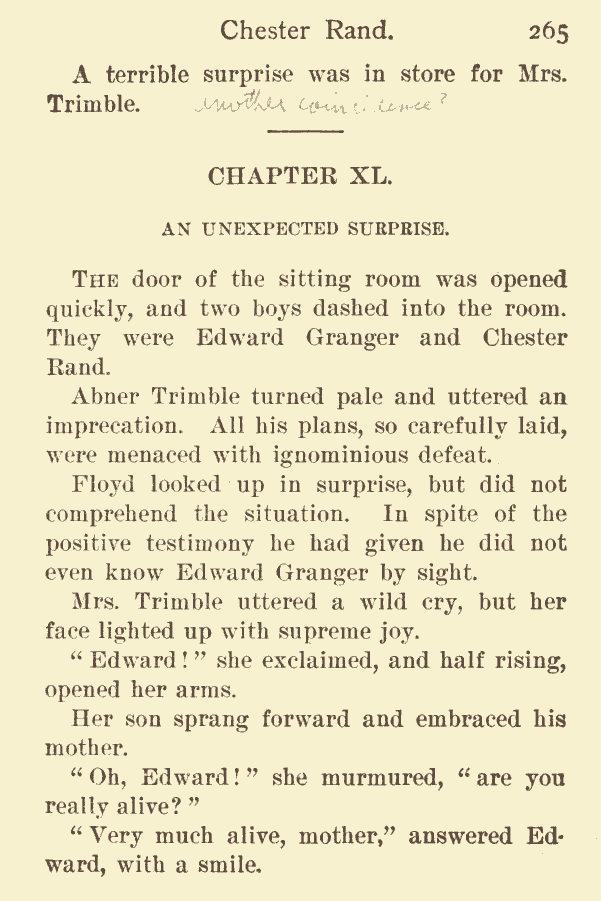 Chester Rand. 265
A terrible surprise was in store for Mrs.
Trimble. another coincidence?
CHAPTER XL.
AN UNEXPECTED SURPRISE.
THE door of the sitting room was opened
quickly, and two boys dashed into the room.
They were Edward Granger and Chester
Rand.
Abner Trimble turned pale and uttered an
imprecation. All his plans, so carefully laid,
were menaced with ignominious defeat.
Floyd looked up in surprise, but did not
comprehend the situation. In spite of the
positive testimony he had given he did not
even know Edward Granger by sight.
Mrs. Trimble uttered a wild cry, but her
face lighted up with supreme joy.
“ Edward ! ” she exclaimed, and half rising,
opened her arms.
Her son sprang forward and embraced his
mother.
“ Oh, Edward! ” she murmured, “ are you
really alive? ”
“ Very much alive, mother,” answered Ed-
ward, with a smile.